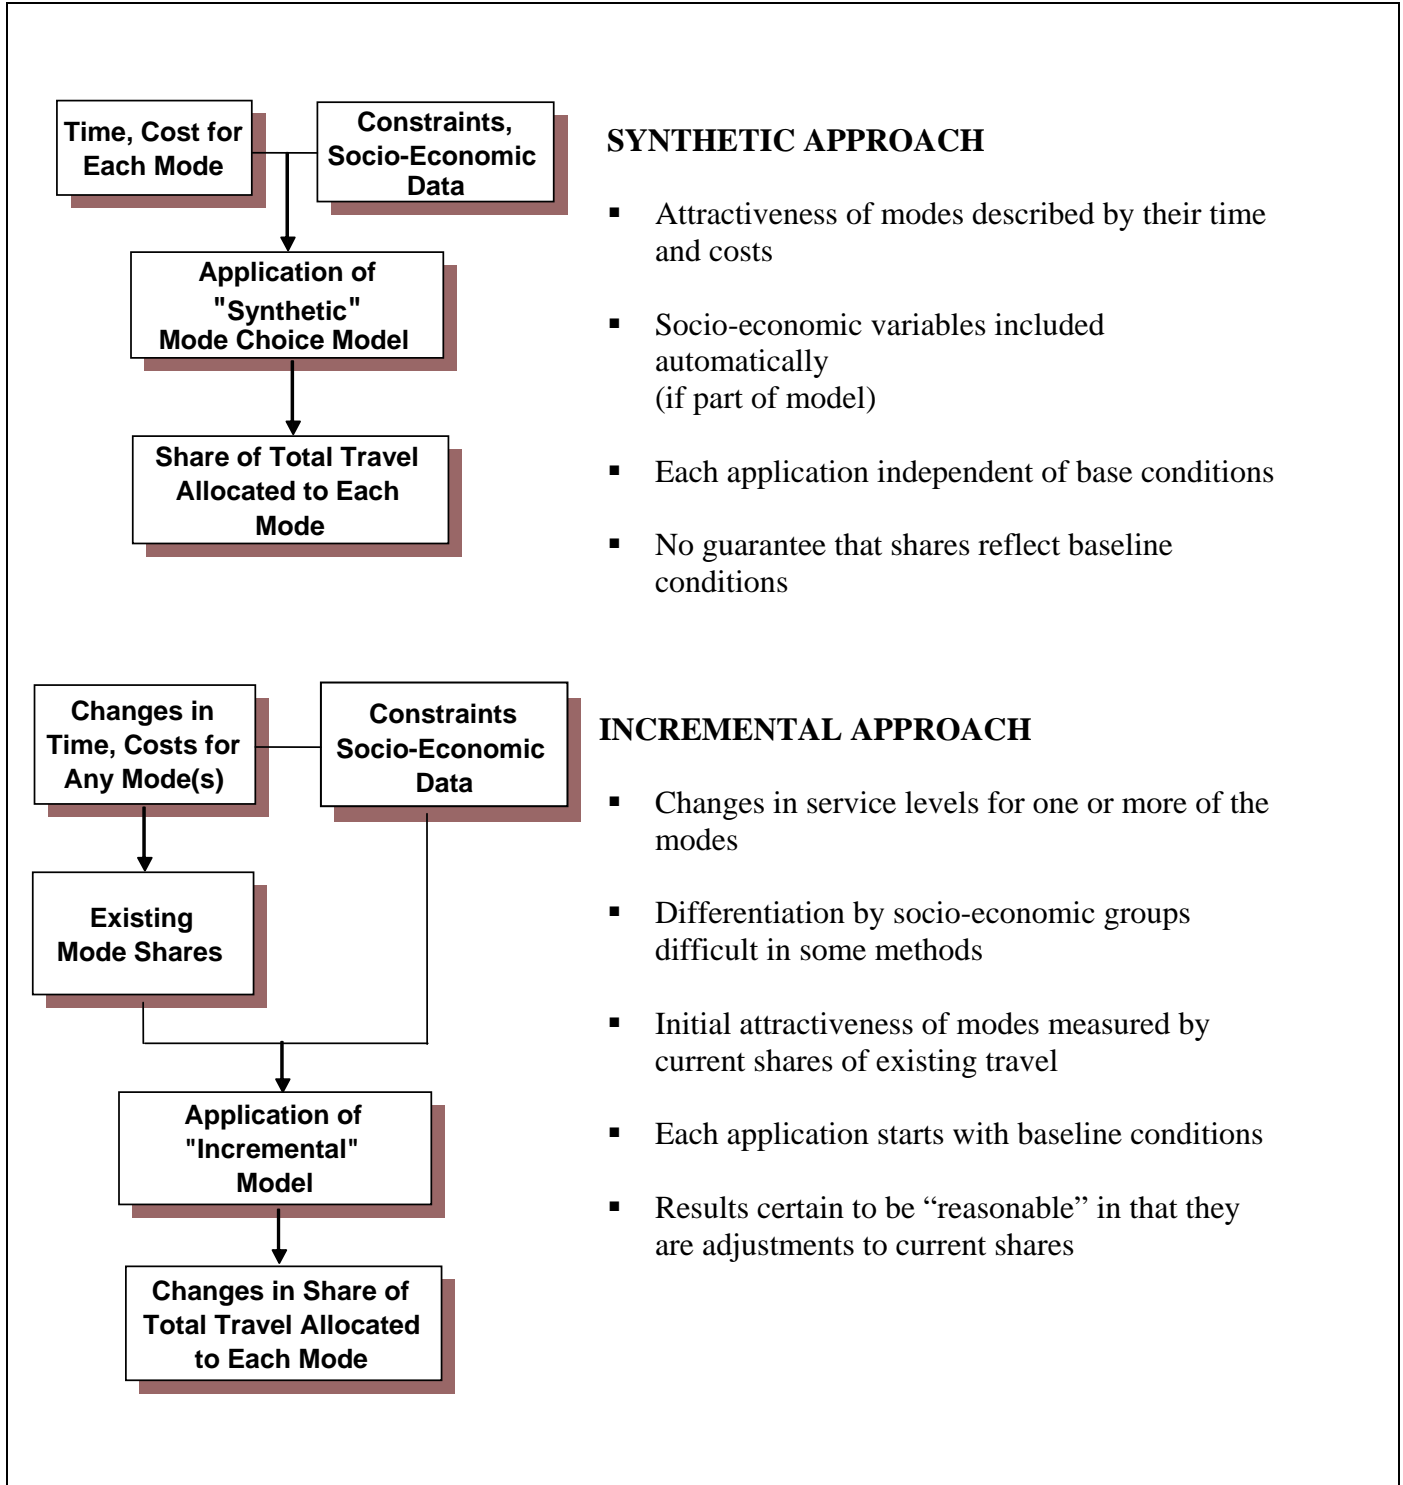 Time, Cost for
Each Mode
Constraints,
Socio-Economic
Data
Application of
"Synthetic"
Mode Choice Model
Share of Total Travel
Allocated to Each
Mode
SYNTHETIC APPROACH
▪ Attractiveness of modes described by their time
and costs
▪ Socio-economic variables included
automatically
(if part of model)
▪ Each application independent of base conditions
▪ No guarantee that shares reflect baseline
conditions
Changes in
Time, Costs for
Any Mode(s)
Constraints
Socio-Economic
Data
Existing
Mode Shares
Application of
"Incremental"
Model
Changes in Share of
Total Travel Allocated
to Each Mode
INCREMENTAL APPROACH
▪ Changes in service levels for one or more of the
modes
▪ Differentiation by socio-economic groups
difficult in some methods
▪ Initial attractiveness of modes measured by
current shares of existing travel
▪ Each application starts with baseline conditions
▪ Results certain to be “reasonable” in that they
are adjustments to current shares